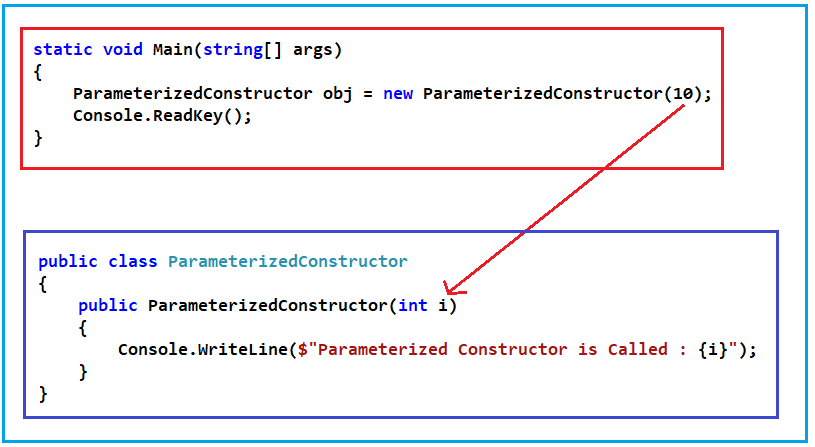 static void Main(string[] args)
{
    ParameterizedConstructor obj = new ParameterizedConstructor(10);
    Console.ReadKey();
}
public class ParameterizedConstructor
{
    public ParameterizedConstructor(int i)
    {
        Console.WriteLine($"Parameterized Constructor is Called : {i}");
    }
}